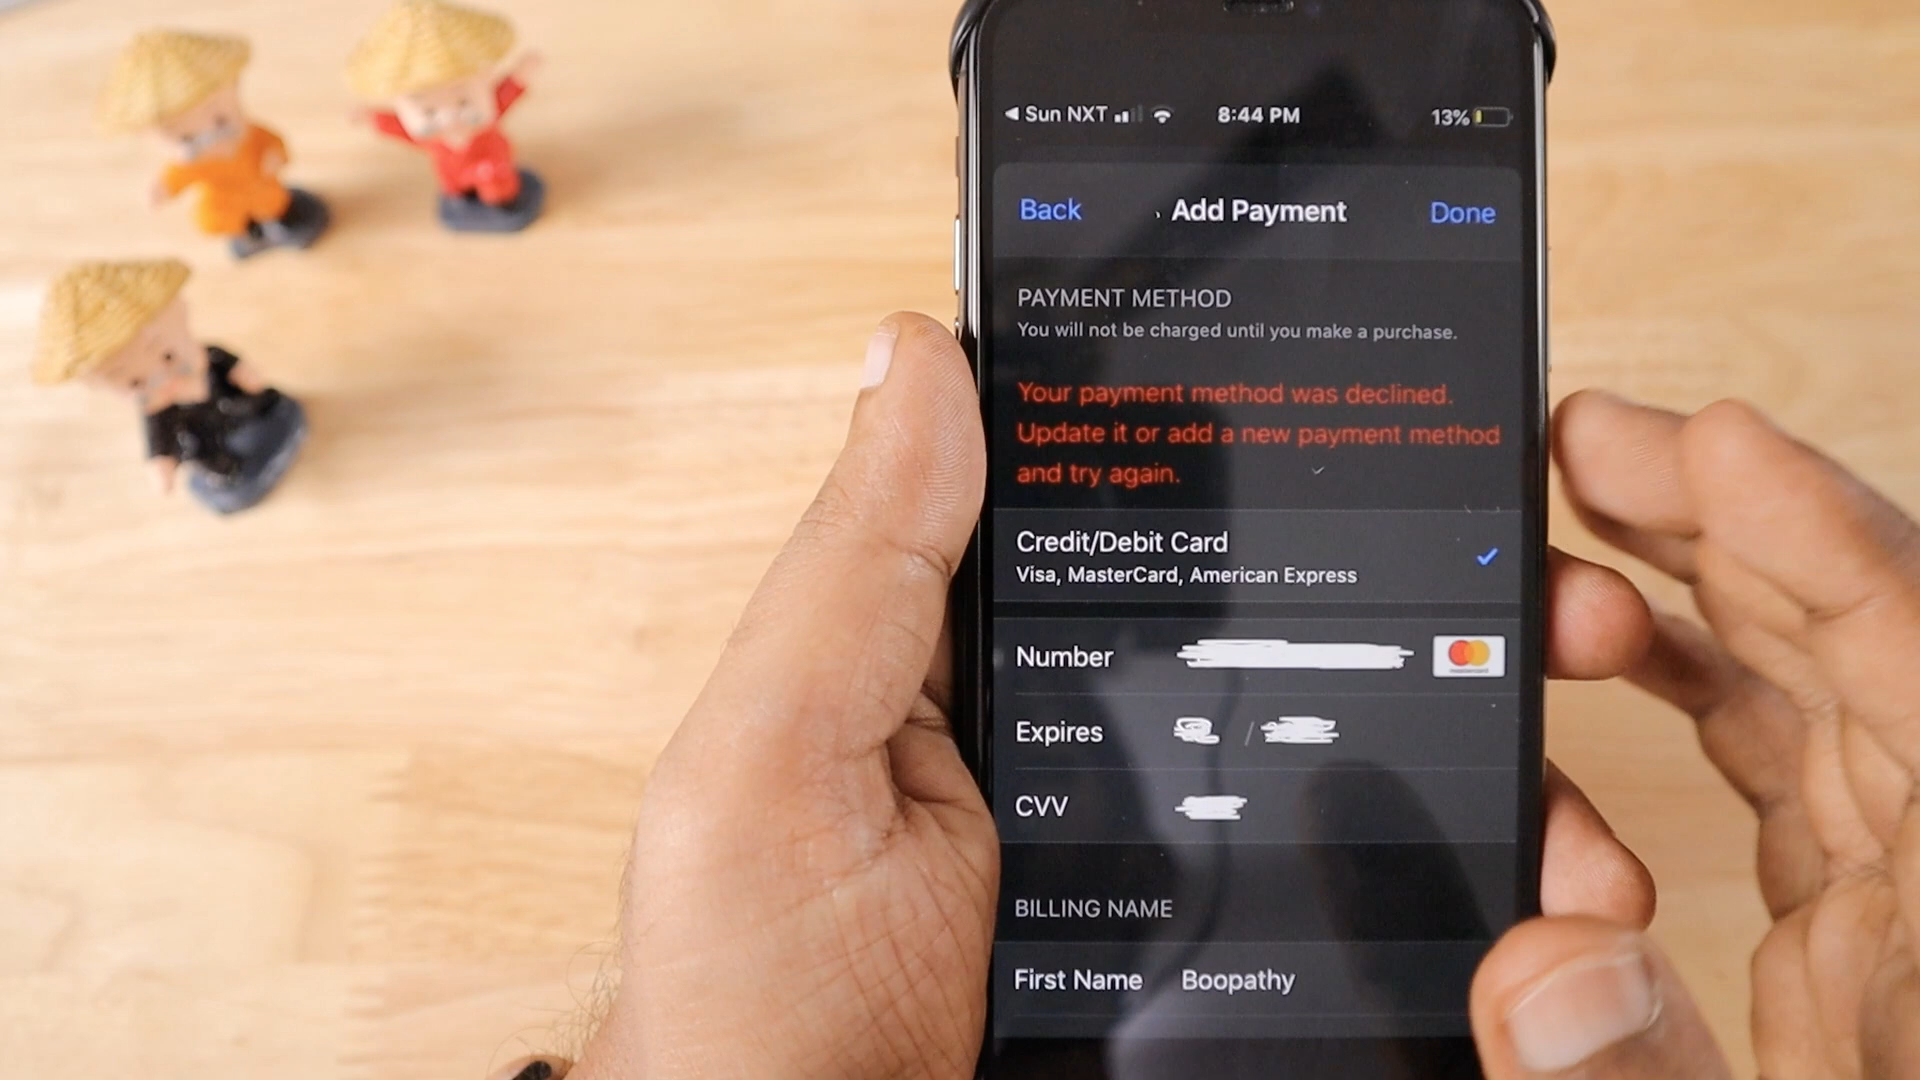 ◀ Sun NXT 8:44 PM 13%
Back Add Payment Done
PAYMENT METHOD
You will not be charged until you make a purchase.
Your payment method was declined.
Update it or add a new payment method
and try again.
Credit/Debit Card
Visa, MasterCard, American Express
Number
mastercard
Expires /
CVV
BILLING NAME
First Name Boopathy